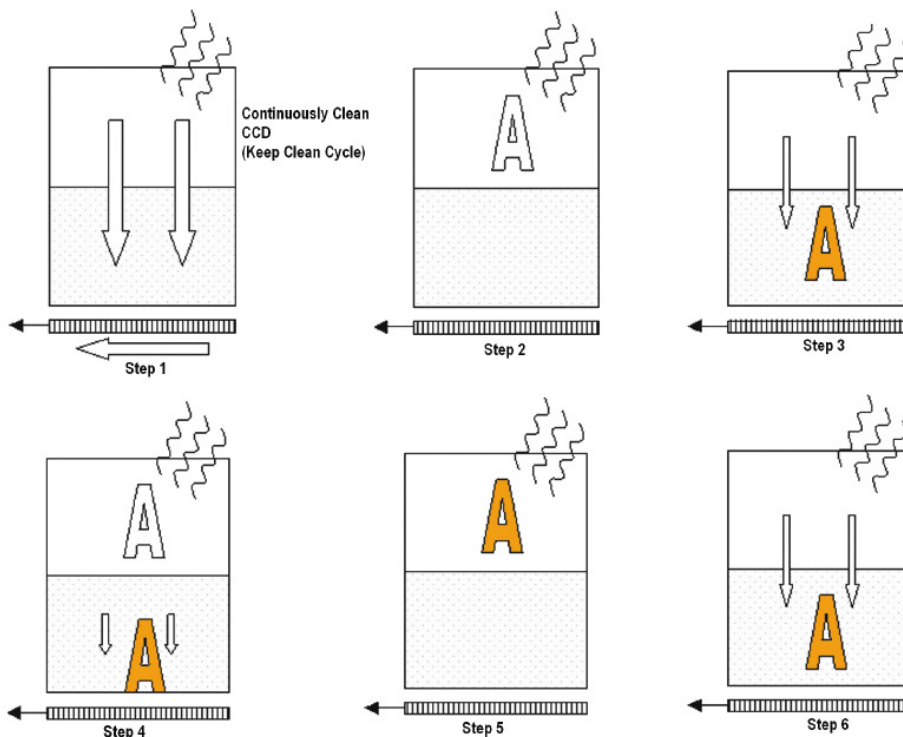 Continuously Clean
CCD
(Keep Clean Cycle)
A
A
Step 1
Step 2
Step 3
A
A
A
A
Step 4
Step 5
Step 6